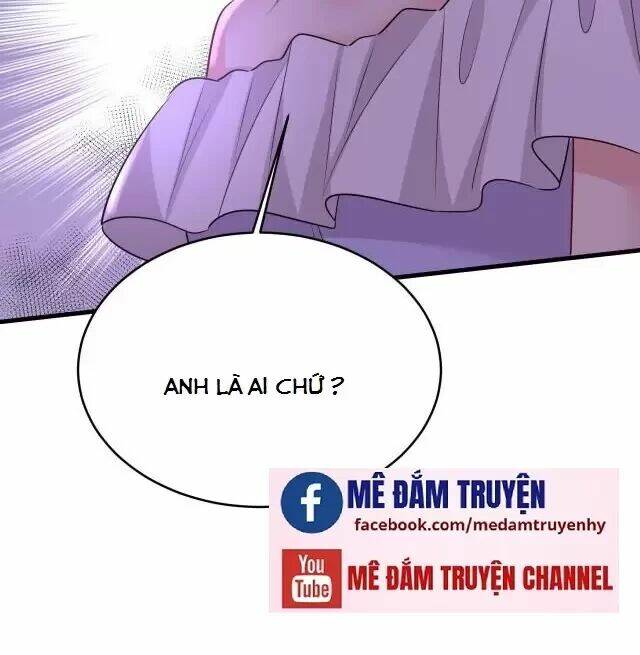 ANH LÀ AI CHỨ?
MÊ ĐẮM TRUYỆN
facebook.com/medamtruyenhy
You
Tube
MÊ ĐẮM TRUYỆN CHANNEL